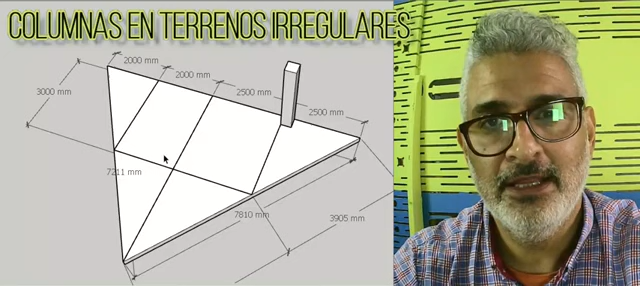 COLUMNAS EN TERRENOS IRREGULARES
2000 mm
2000 mm
2500 mm
2500 mm
3000 mm
7211 mm
7810 mm
3905 mm